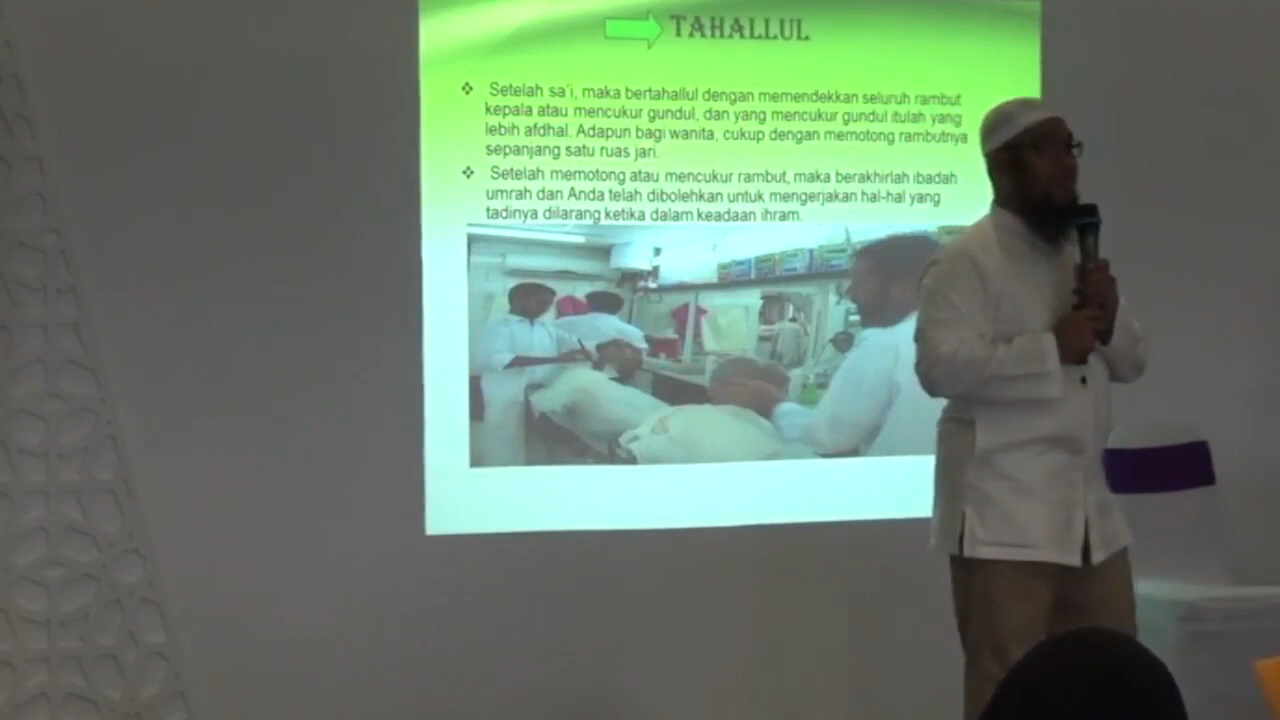 TAHALLUL
Setelah sa'i, maka bertahallul dengan memendekkan seluruh rambut
kepala atau mencukur gundul, dan yang mencukur gundul itulah yang
lebih afdhal. Adapun bagi wanita, cukup dengan memotong rambutnya
sepanjang satu ruas jari.
Setelah memotong atau mencukur rambut, maka berakhirlah ibadah
umrah dan Anda telah dibolehkan untuk mengerjakan hal-hal yang
tadinya dilarang ketika dalam keadaan ihram.